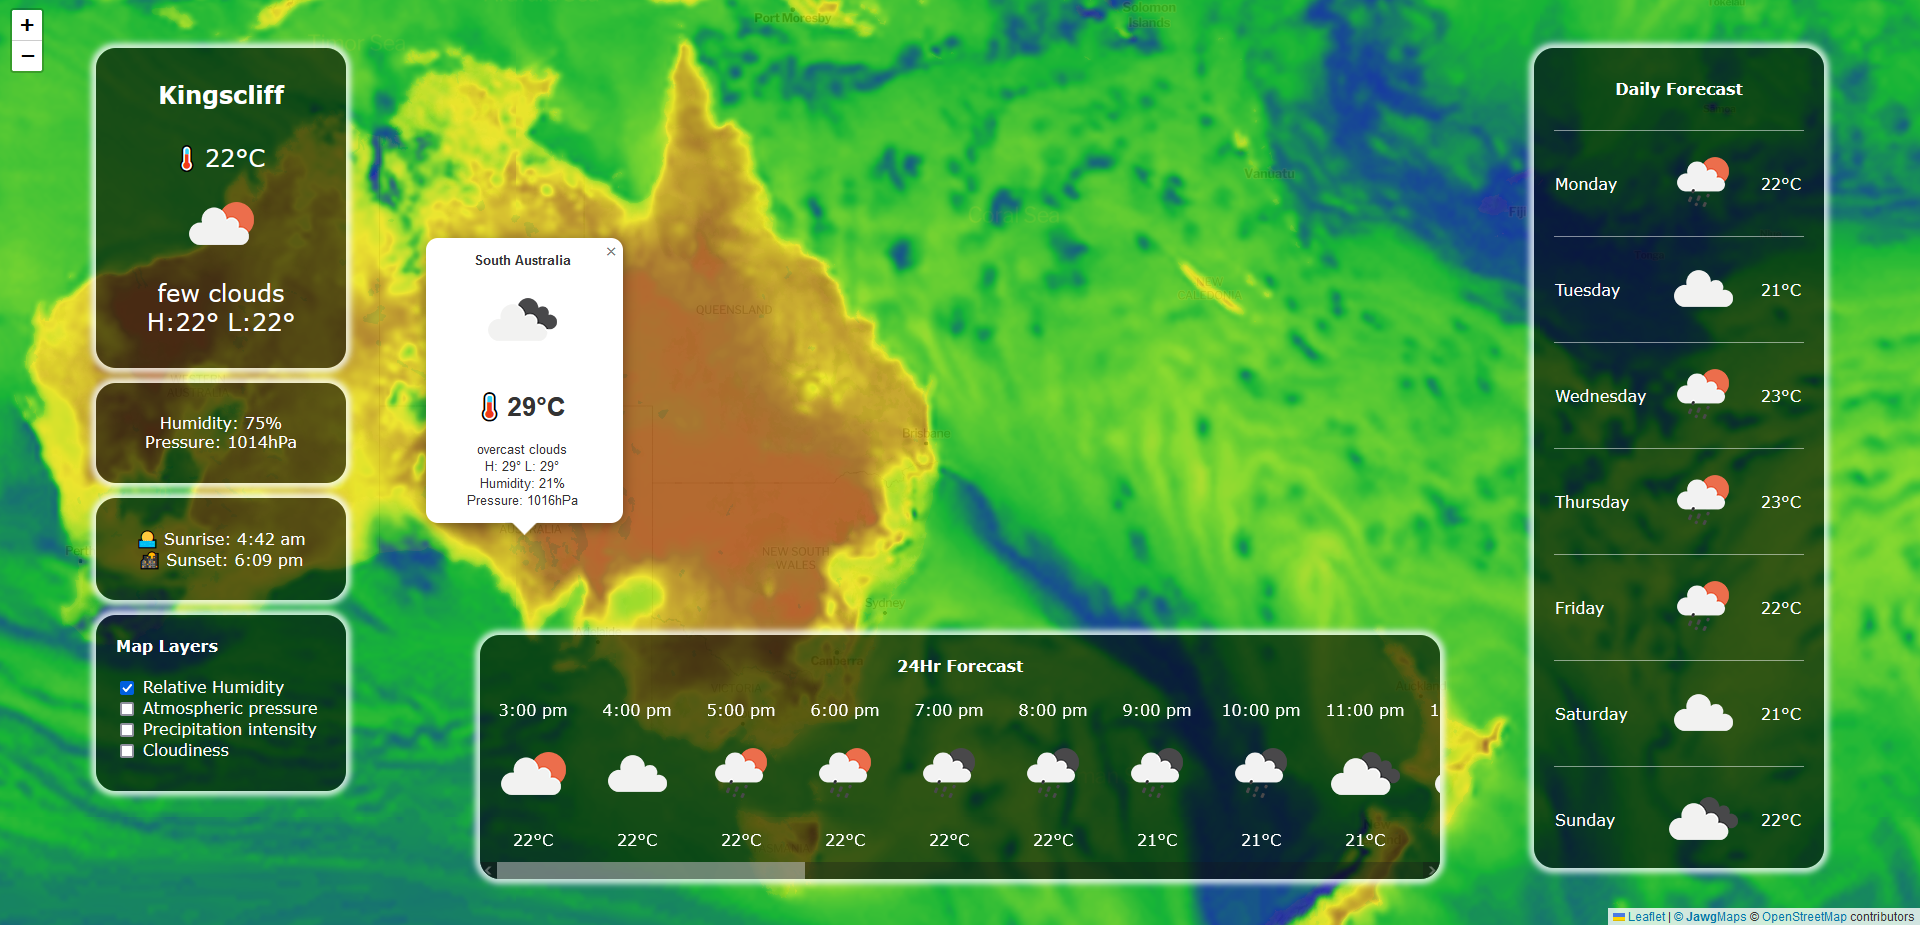 +
−
Port Moresby
Solomon
Islands
Tokelau
Timor Sea
Kingscliff
22°C
few clouds
H:22° L:22°
Humidity: 75%
Pressure: 1014hPa
Sunrise: 4:42 am
Sunset: 6:09 pm
Map Layers
Relative Humidity
Atmospheric pressure
Precipitation intensity
Cloudiness
×
South Australia
29°C
overcast clouds
H: 29° L: 29°
Humidity: 21%
Pressure: 1016hPa
QUEENSLAND
Coral Sea
Vanuatu
Fiji
NEW
CALEDONIA
Brisbane
NEW SOUTH
WALES
Sydney
Canberra
24Hr Forecast
3:00 pm 4:00 pm 5:00 pm 6:00 pm 7:00 pm 8:00 pm 9:00 pm 10:00 pm 11:00 pm 1
22°C 22°C 22°C 22°C 22°C 22°C 21°C 21°C 21°C
Daily Forecast
Monday 22°C
Tuesday 21°C
Wednesday 23°C
Thursday 23°C
Friday 22°C
Saturday 21°C
Sunday 22°C
Leaflet | © JawgMaps © OpenStreetMap contributors